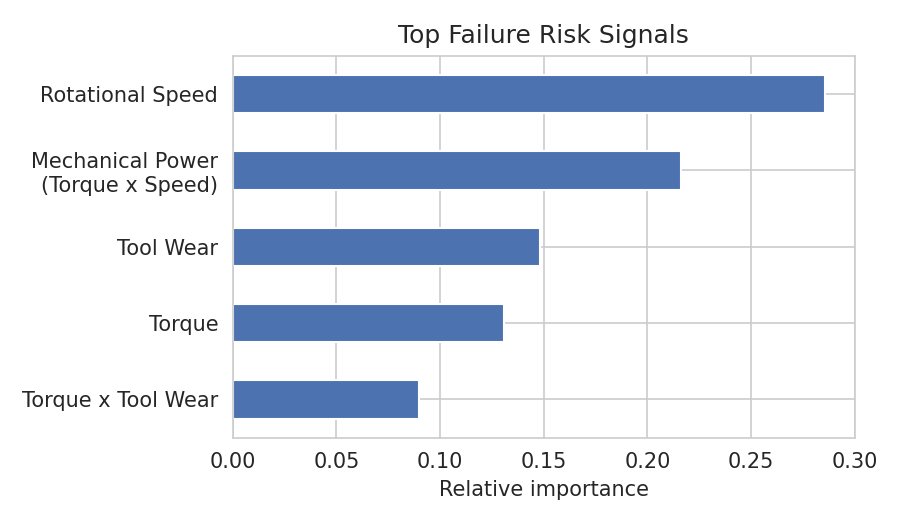 Top Failure Risk Signals
Rotational Speed
Mechanical Power
(Torque x Speed)
Tool Wear
Torque
Torque x Tool Wear
0.00 0.05 0.10 0.15 0.20 0.25 0.30
Relative importance